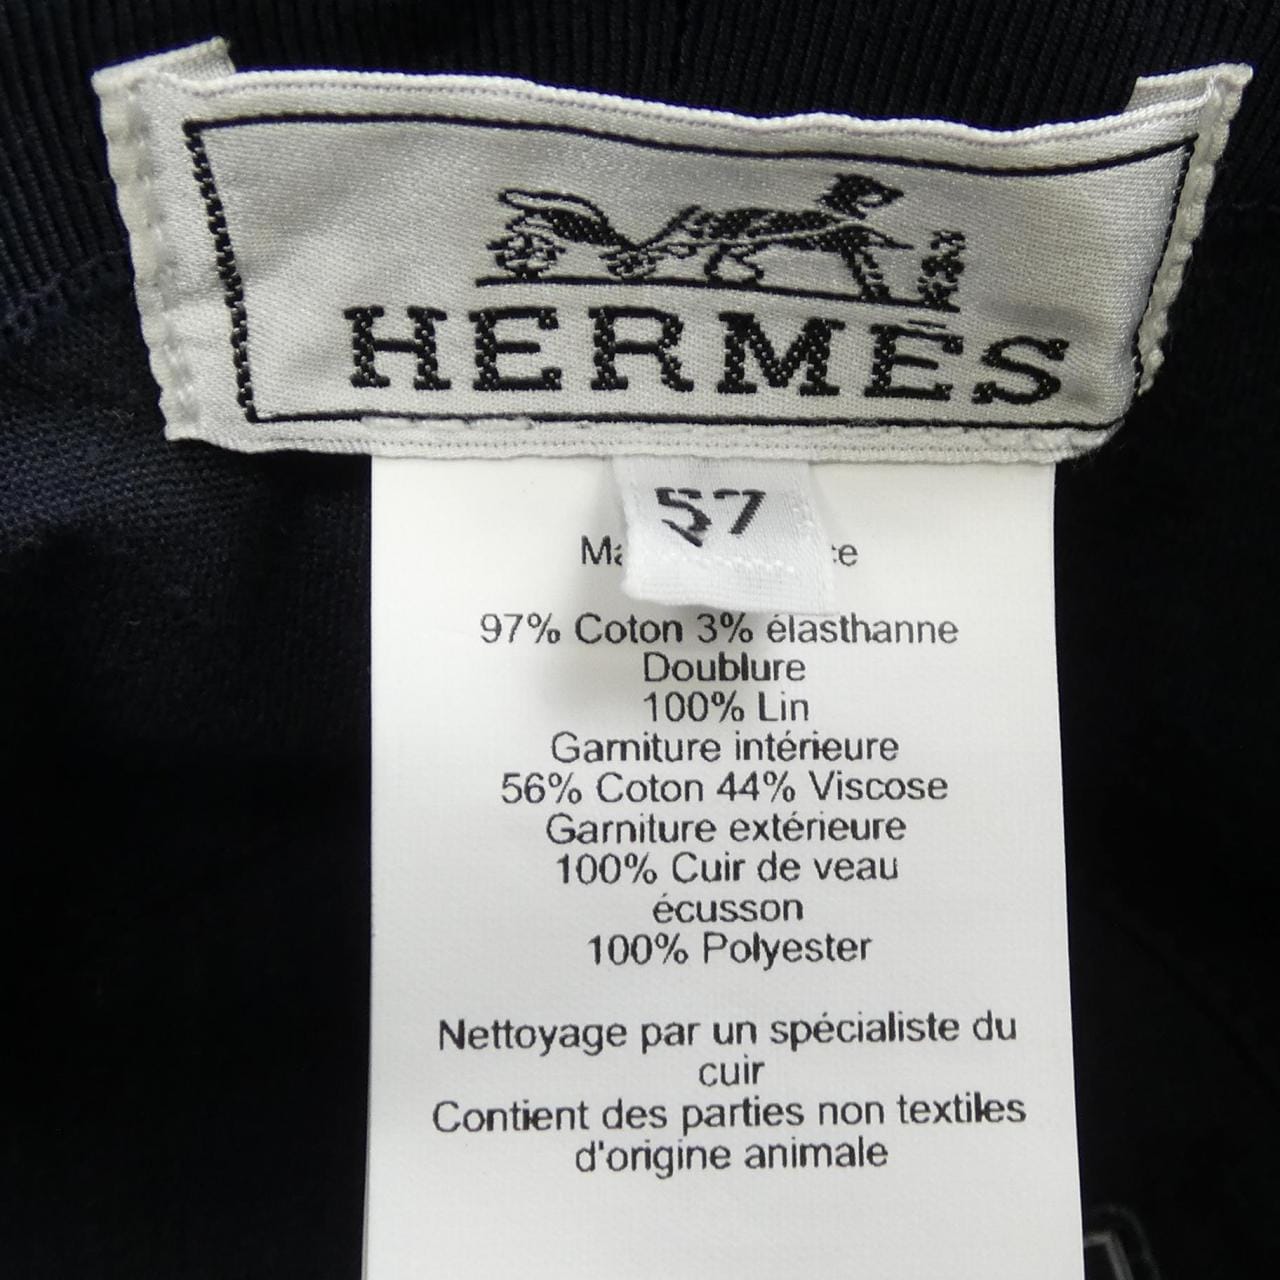 HERMÈS
57
97% Coton 3% élasthanne
Doublure
100% Lin
Garniture intérieure
56% Coton 44% Viscose
Garniture extérieure
100% Cuir de veau
écusson
100% Polyester
Nettoyage par un spécialiste du
cuir
Contient des parties non textiles
d'origine animale